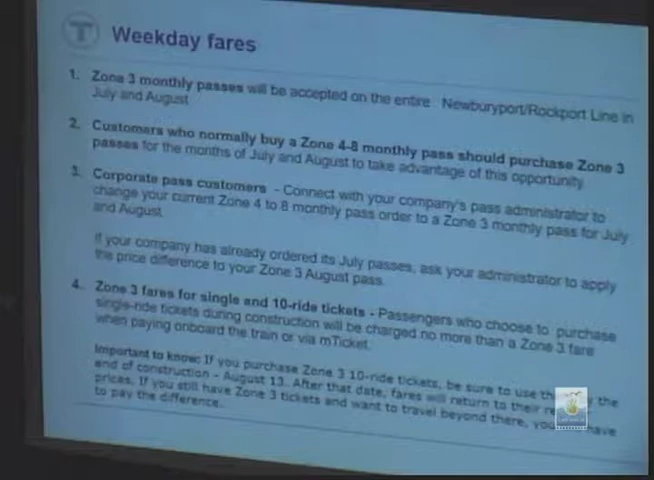 T Weekday fares
1. Zone 3 monthly passes will be accepted on the entire Newburyport/Rockport Line in
July and August
2. Customers who normally buy a Zone 4-8 monthly pass should purchase Zone 3
passes for the months of July and August to take advantage of this opportunity.
3. Corporate pass customers - Connect with your company's pass administrator to
change your current Zone 4 to 8 monthly pass order to a Zone 3 monthly pass for July
and August.
If your company has already ordered its July passes, ask your administrator to apply
the price difference to your Zone 3 August pass.
4. Zone 3 fares for single and 10-ride tickets - Passengers who choose to purchase
single-ride tickets during construction will be charged no more than a Zone 3 fare
when paying onboard the train or via mTicket.
Important to know: If you purchase Zone 3 10-ride tickets, be sure to use the
end of construction - August 13. After that date, fares will return to their
prices. If you still have Zone 3 tickets and want to travel beyond there, have
to pay the difference.